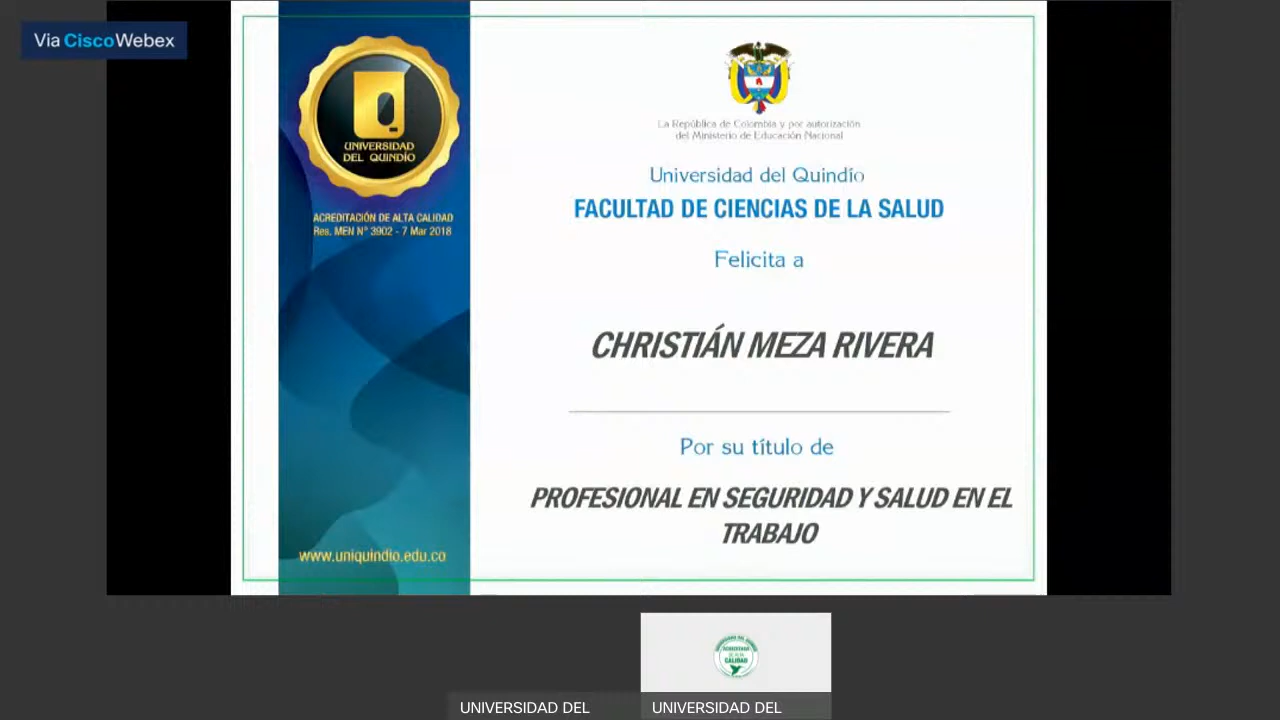 Via Cisco Webex
UNIVERSIDAD
DEL QUINDÍO
ACREDITACIÓN DE ALTA CALIDAD
Res. MEN N° 3902 - 7 Mar 2018
www.uniquindio.edu.co
La República de Colombia y por autorización
del Ministerio de Educación Nacional
Universidad del Quindío
FACULTAD DE CIENCIAS DE LA SALUD
Felicita a
CHRISTIÁN MEZA RIVERA
Por su título de
PROFESIONAL EN SEGURIDAD Y SALUD EN EL
TRABAJO
CALIDAD
UNIVERSIDAD DEL
UNIVERSIDAD DEL